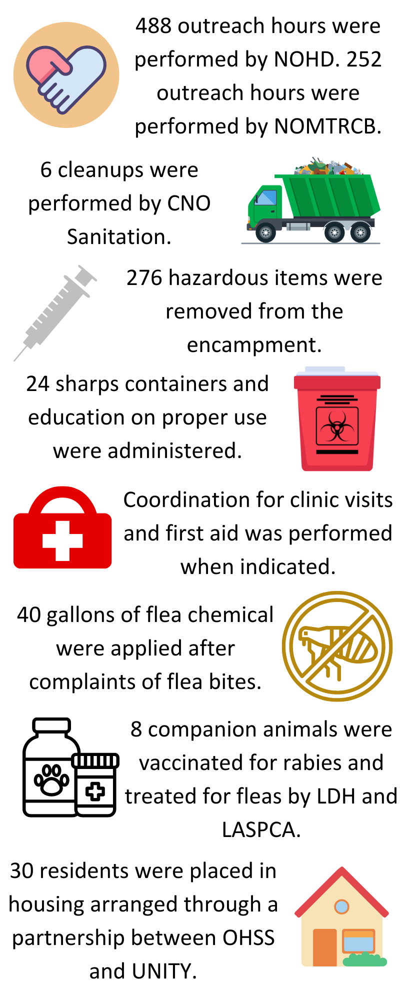 488 outreach hours were
performed by NOHD. 252
outreach hours were
performed by NOMTRCB.
6 cleanups were
performed by CNO
Sanitation.
276 hazardous items were
removed from the
encampment.
24 sharps containers and
education on proper use
were administered.
Coordination for clinic visits
and first aid was performed
when indicated.
40 gallons of flea chemical
were applied after
complaints of flea bites.
8 companion animals were
vaccinated for rabies and
treated for fleas by LDH and
LASPCA.
30 residents were placed in
housing arranged through a
partnership between OHSS
and UNITY.